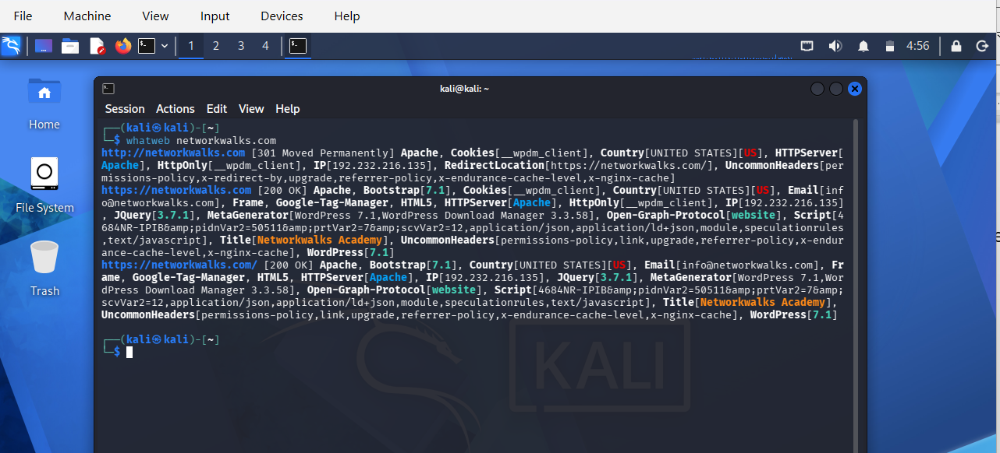 File Machine View Input Devices Help
1 2 3 4 4:56
Home
File System
Trash
kali@kali: ~
Session Actions Edit View Help
┌──(kali㉿kali)-[~]
└─$ whatweb networkwalks.com
http://networkwalks.com [301 Moved Permanently] Apache, Cookies[__wpdm_client], Country[UNITED STATES][US], HTTPServer[
Apache], HttpOnly[__wpdm_client], IP[192.232.216.135], RedirectLocation[https://networkwalks.com/], UncommonHeaders[per
missions-policy,x-redirect-by,upgrade,referrer-policy,x-endurance-cache-level,x-nginx-cache]
https://networkwalks.com [200 OK] Apache, Bootstrap[7.1], Cookies[__wpdm_client], Country[UNITED STATES][US], Email[inf
o@networkwalks.com], Frame, Google-Tag-Manager, HTML5, HTTPServer[Apache], HttpOnly[__wpdm_client], IP[192.232.216.135]
, JQuery[3.7.1], MetaGenerator[WordPress 7.1,WordPress Download Manager 3.3.58], Open-Graph-Protocol[website], Script[4
684NR-IPIB&amp;pidnVar2=50511&amp;prtVar2=7&amp;scvVar2=12,application/json,application/ld+json,module,speculationrules
,text/javascript], Title[Networkwalks Academy], UncommonHeaders[permissions-policy,link,upgrade,referrer-policy,x-endur
ance-cache-level,x-nginx-cache], WordPress[7.1]
https://networkwalks.com/ [200 OK] Apache, Bootstrap[7.1], Country[UNITED STATES][US], Email[info@networkwalks.com], Fr
ame, Google-Tag-Manager, HTML5, HTTPServer[Apache], IP[192.232.216.135], JQuery[3.7.1], MetaGenerator[WordPress 7.1,Wor
dPress Download Manager 3.3.58], Open-Graph-Protocol[website], Script[4684NR-IPIB&amp;pidnVar2=50511&amp;prtVar2=7&amp;
scvVar2=12,application/json,application/ld+json,module,speculationrules,text/javascript], Title[Networkwalks Academy],
UncommonHeaders[permissions-policy,link,upgrade,referrer-policy,x-endurance-cache-level,x-nginx-cache], WordPress[7.1]
┌──(kali㉿kali)-[~]
└─$
KALI